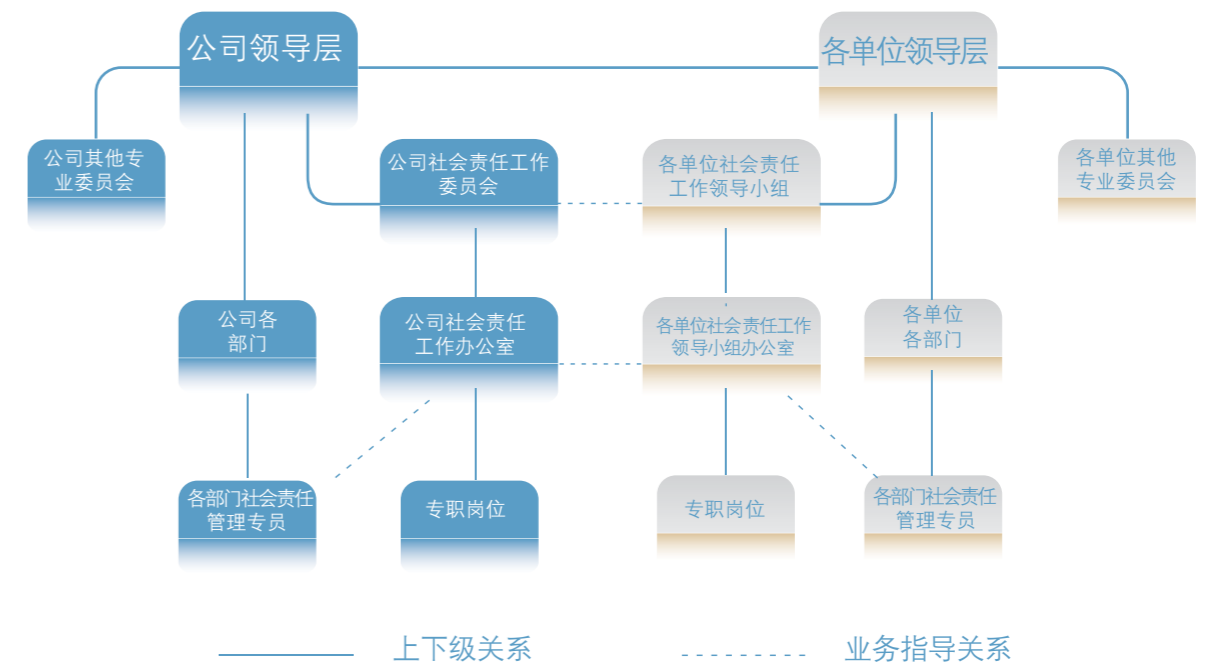 公司领导层
各单位领导层
公司其他专
业委员会
公司社会责任工作
委员会
各单位社会责任
工作领导小组
各单位其他
专业委员会
公司各
部门
公司社会责任
工作办公室
各单位社会责任工作
领导小组办公室
各单位
各部门
各部门社会责任
管理专员
专职岗位
专职岗位
各部门社会责任
管理专员
上下级关系
业务指导关系